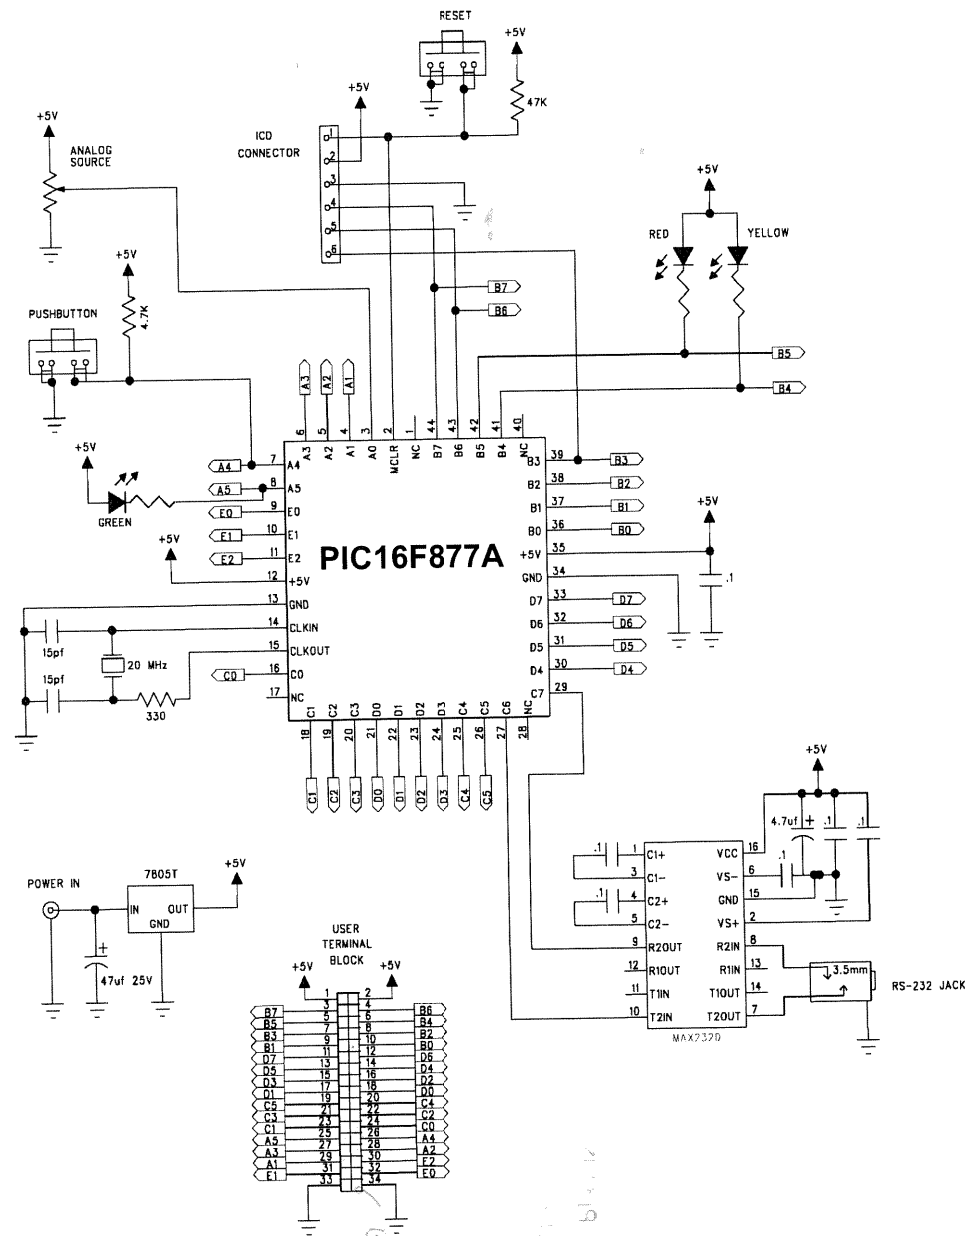 RESET
+5V
47K
+5V
ICD
CONNECTOR
1
2
3
4
5
6
+5V
ANALOG
SOURCE
+5V
4.7K
PUSHBUTTON
+5V
RED
YELLOW
B7
B6
B5
B4
A3
A2
A1
6
5
4
3
2
1
44
43
42
41
40
A3
A2
A1
A0
MCLR
NC
B7
B6
B5
B4
NC
A4
7
A4
A5
8
A5
E0
9
E0
E1
10
E1
E2
11
E2
+5V
12
+5V
13
GND
14
CLKIN
15
CLKOUT
C0
16
C0
17
NC
+5V
GREEN
15pf
15pf
20 MHz
330
PIC16F877A
B3
39
B3
B2
38
B2
B1
37
B1
B0
36
B0
+5V
35
+5V
.1
GND
34
D7
33
D7
D6
32
D6
D5
31
D5
D4
30
D4
C7
29
C1
C2
C3
D0
D1
D2
D3
C4
C5
C6
NC
18
19
20
21
22
23
24
25
26
27
28
C1
C2
C3
D0
D1
D2
D3
C4
C5
+5V
4.7uf
+
.1
.1
.1
.1
.1
1
C1+
3
C1-
4
C2+
5
C2-
9
R2OUT
12
R1OUT
11
T1IN
10
T2IN
VCC
16
VS-
6
GND
15
VS+
2
R2IN
8
R1IN
13
T1OUT
14
T2OUT
7
MAX232D
3.5mm
RS-232 JACK
POWER IN
7805T
IN
OUT
GND
+5V
+
47uf 25V
USER
TERMINAL
BLOCK
+5V
+5V
1
2
B7
3
4
B6
B5
5
6
B4
B3
7
8
B2
B1
9
10
B0
D7
11
12
D6
D5
13
14
D4
D3
15
16
D2
D1
17
18
D0
C5
19
20
C4
C3
21
22
C2
C1
23
24
C0
A5
25
26
A4
A3
27
28
A2
A1
29
30
E2
E1
31
32
E0
33
34